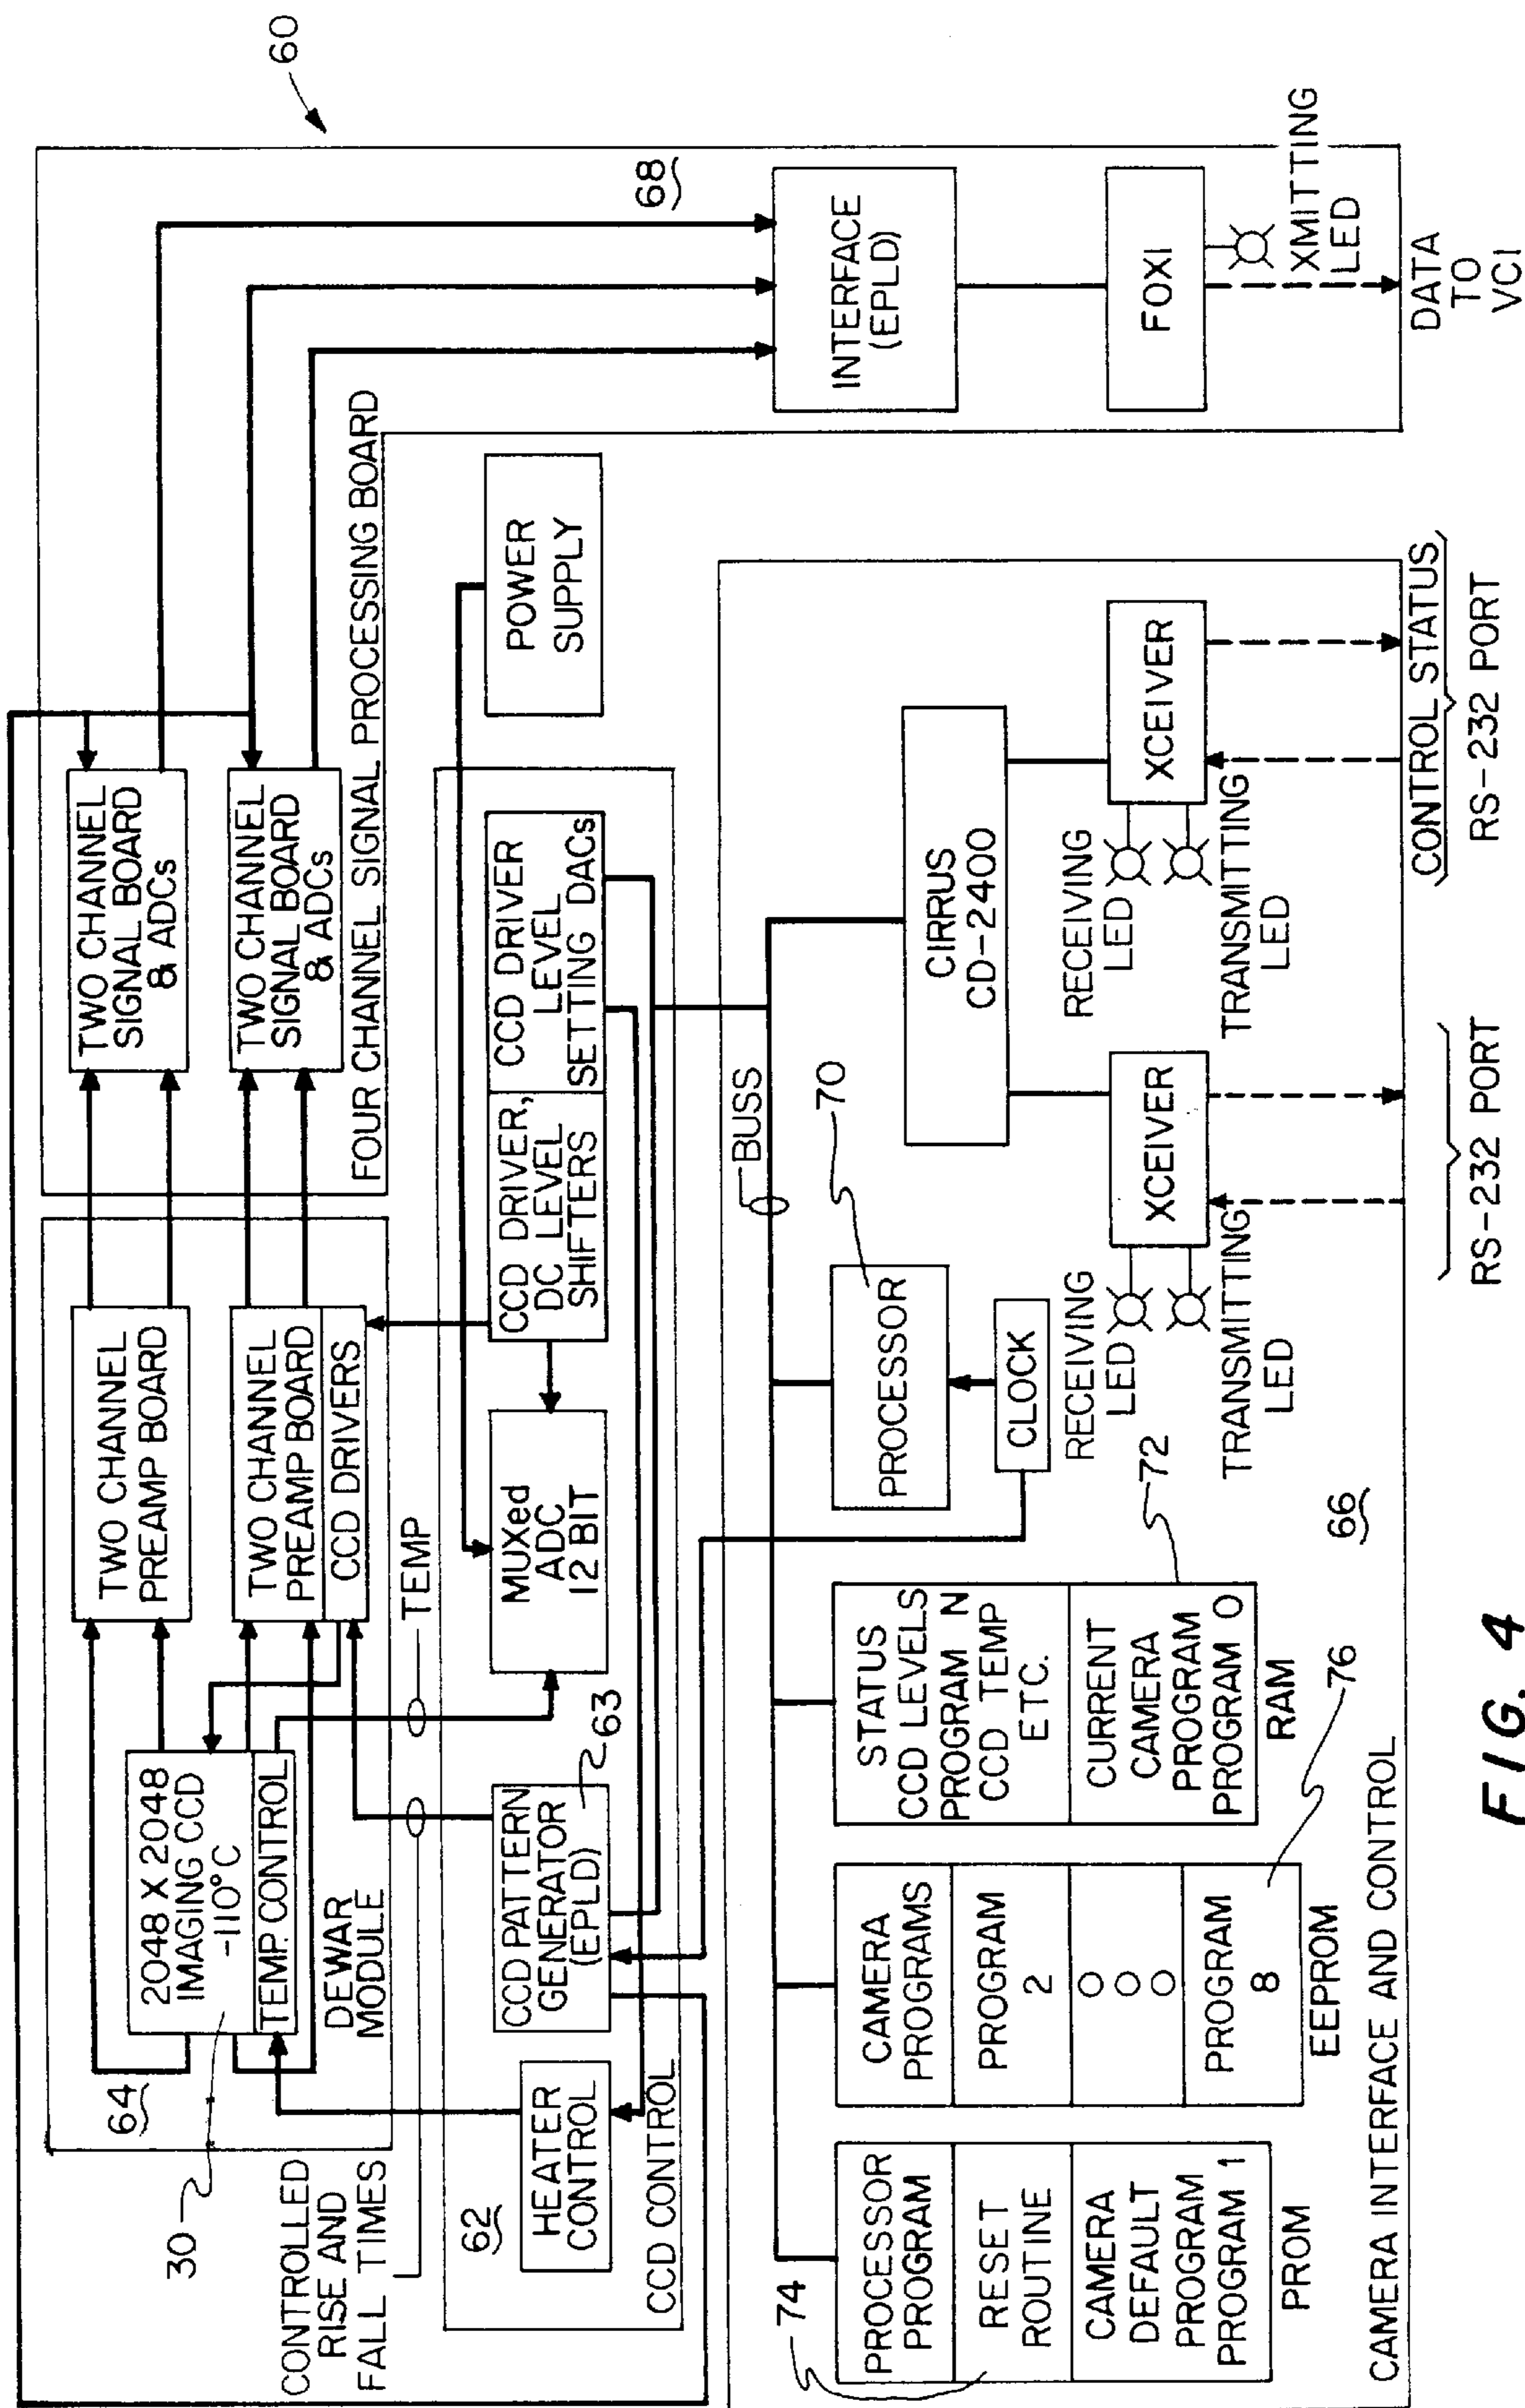 60
64
30
2048 X 2048
IMAGING CCD
-110°C
TEMP. CONTROL
DEWAR
MODULE
TWO CHANNEL
PREAMP BOARD
TWO CHANNEL
PREAMP BOARD
CCD DRIVERS
TWO CHANNEL
SIGNAL BOARD
& ADCs
TWO CHANNEL
SIGNAL BOARD
& ADCs
FOUR CHANNEL SIGNAL PROCESSING BOARD
68
CONTROLLED
RISE AND
FALL TIMES
TEMP
62
HEATER
CONTROL
CCD CONTROL
CCD PATTERN
GENERATOR
(EPLD)
63
MUXed
ADC
12 BIT
CCD DRIVER,
DC LEVEL
SHIFTERS
CCD DRIVER
LEVEL
SETTING DACs
POWER
SUPPLY
INTERFACE
(EPLD)
FOXI
XMITTING
LED
DATA
TO
VCI
BUSS
74
PROCESSOR
PROGRAM
RESET
ROUTINE
CAMERA
DEFAULT
PROGRAM
PROGRAM 1
PROM
CAMERA
PROGRAMS
PROGRAM
2
PROGRAM
8
EEPROM
76
STATUS
CCD LEVELS
PROGRAM N
CCD TEMP
ETC.
CURRENT
CAMERA
PROGRAM
PROGRAM O
RAM
72
PROCESSOR
70
CLOCK
CIRRUS
CD-2400
RECEIVING
LED
XCEIVER
TRANSMITTING
LED
RECEIVING
LED
XCEIVER
TRANSMITTING
LED
66
CAMERA INTERFACE AND CONTROL
RS-232 PORT
CONTROL STATUS
RS-232 PORT
FIG. 4